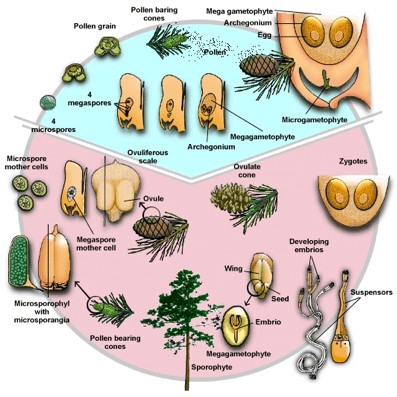 Pollen baring
cones
Pollen grain
Mega gametophyte
Archegonium
Egg
Pollen
4
megaspores
4
microspores
Microgametophyte
Megagametophyte
Archegonium
Ovuliferous
scale
Microspore
mother cells
Ovulate
cone
Zygotes
Ovule
Megaspore
mother cell
Developing
embrios
Wing
Suspensors
Seed
Microsporophyl
with
microsporangia
Embrio
Pollen bearing
cones
Megagametophyte
Sporophyte